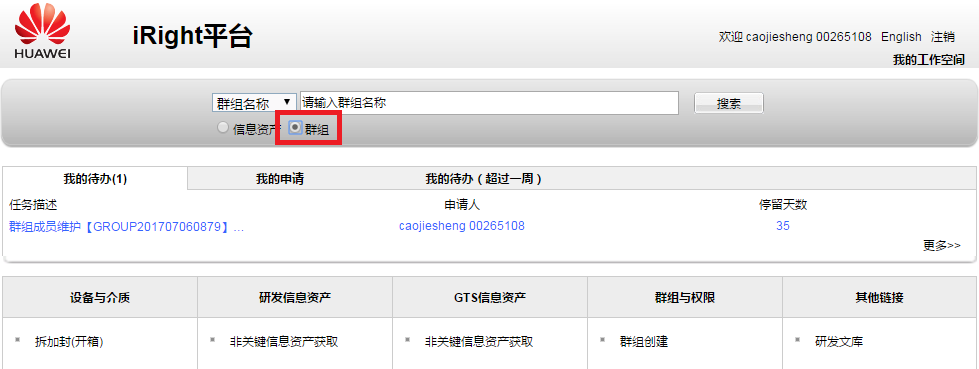 HUAWEI
iRight平台
欢迎 caojiesheng 00265108 English 注销
我的工作空间
群组名称 请输入群组名称 搜索
信息资产 群组
我的待办(1) 我的申请 我的待办（超过一周）
任务描述 申请人 停留天数
群组成员维护【GROUP201707060879】... caojiesheng 00265108 35
更多>>
设备与介质 研发信息资产 GTS信息资产 群组与权限 其他链接
拆加封(开箱) 非关键信息资产获取 非关键信息资产获取 群组创建 研发文库